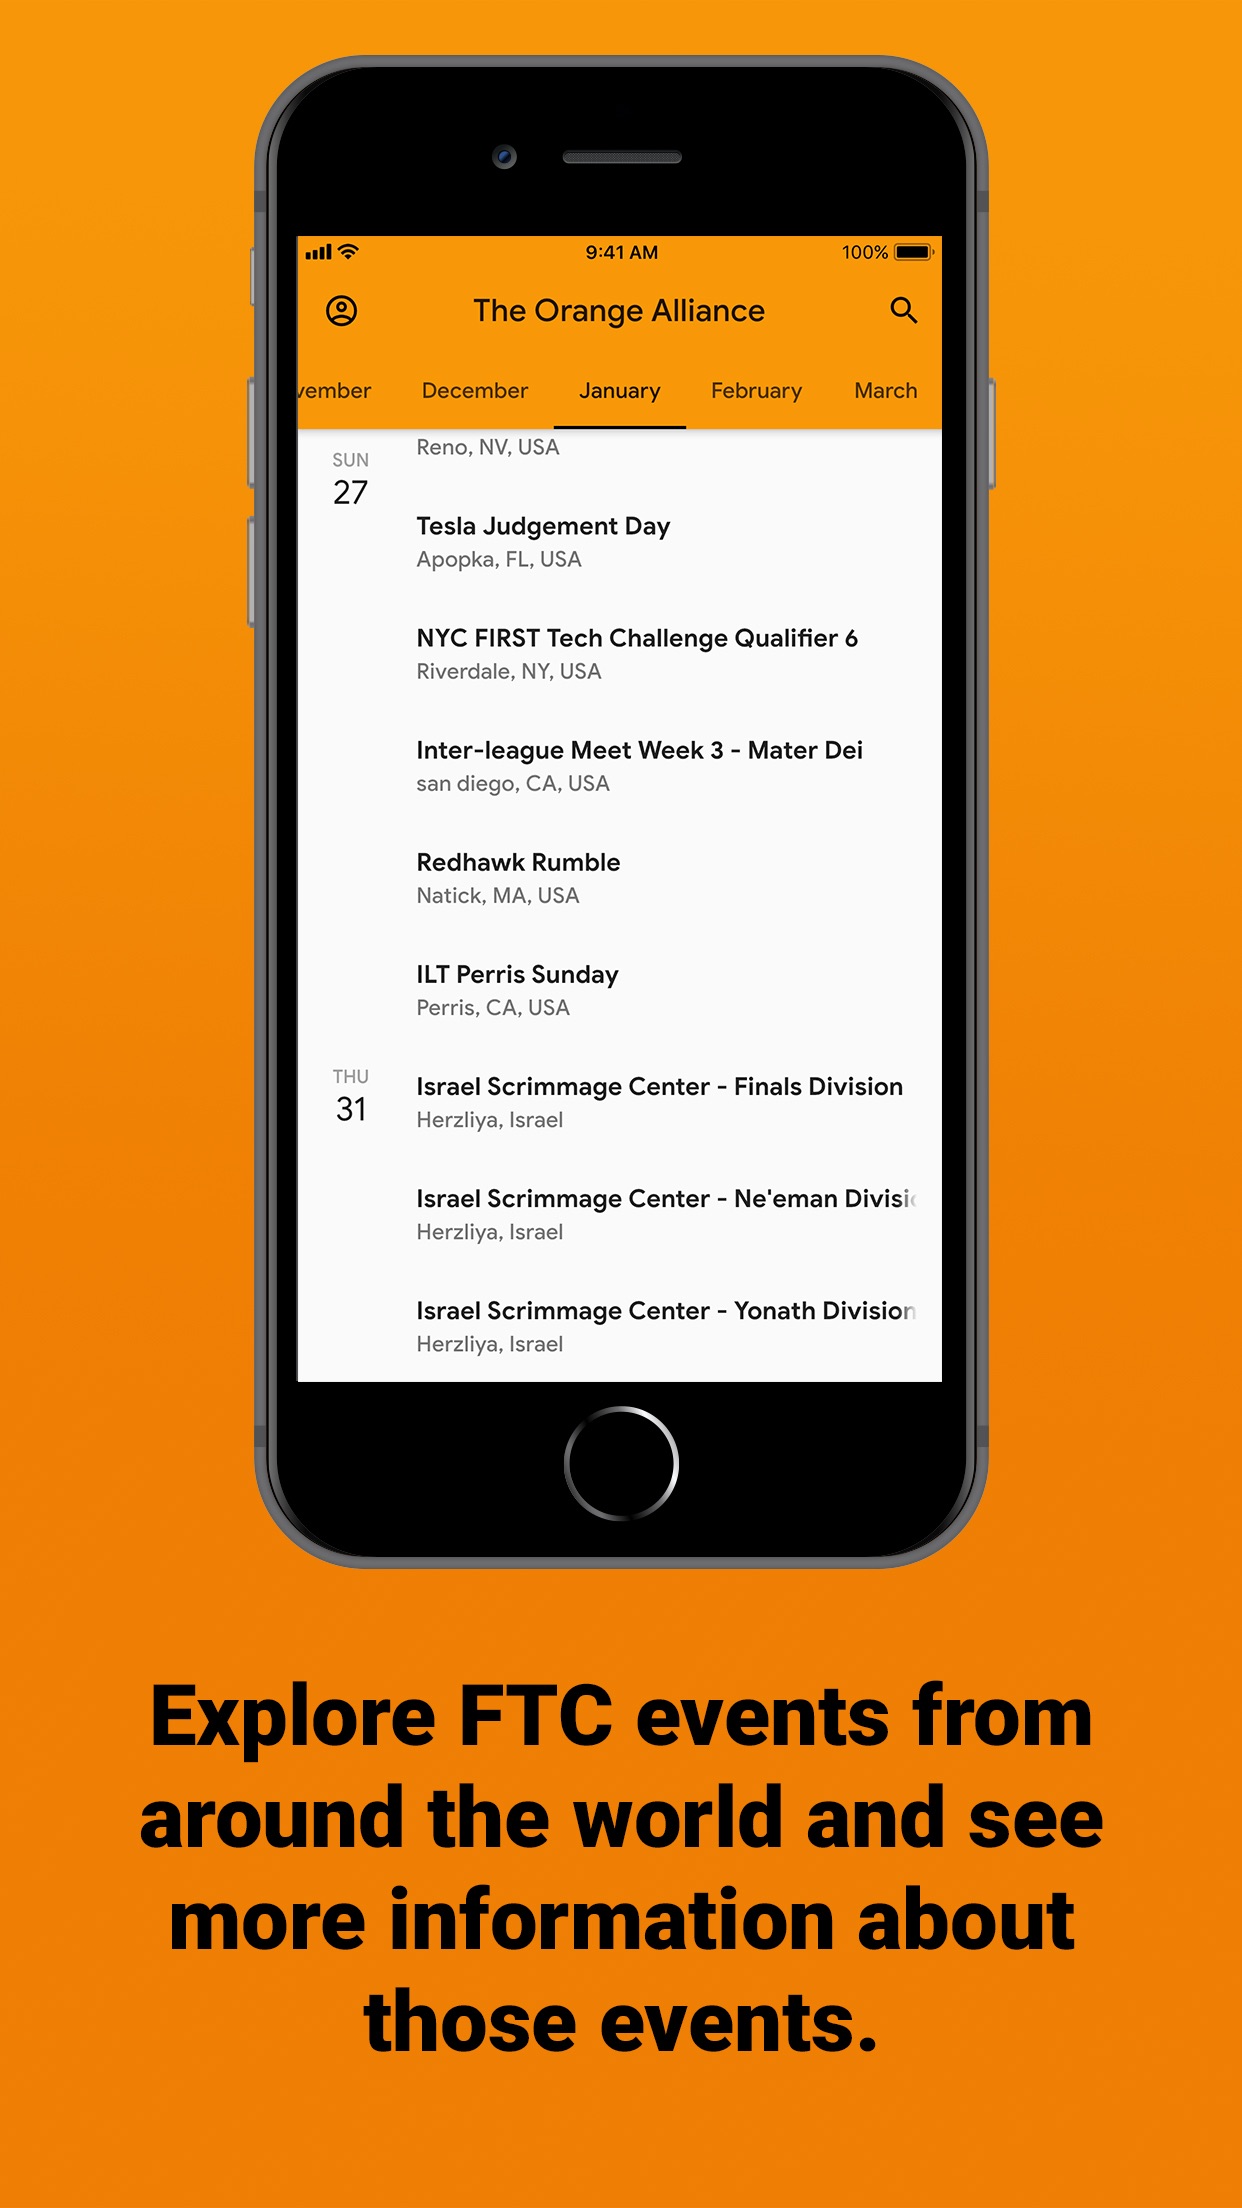 9:41 AM
100%
The Orange Alliance
vember December January February March
Reno, NV, USA
SUN
27
Tesla Judgement Day
Apopka, FL, USA
NYC FIRST Tech Challenge Qualifier 6
Riverdale, NY, USA
Inter-league Meet Week 3 - Mater Dei
san diego, CA, USA
Redhawk Rumble
Natick, MA, USA
ILT Perris Sunday
Perris, CA, USA
THU
31
Israel Scrimmage Center - Finals Division
Herzliya, Israel
Israel Scrimmage Center - Ne'eman Divisi
Herzliya, Israel
Israel Scrimmage Center - Yonath Division
Herzliya, Israel
Explore FTC events from
around the world and see
more information about
those events.